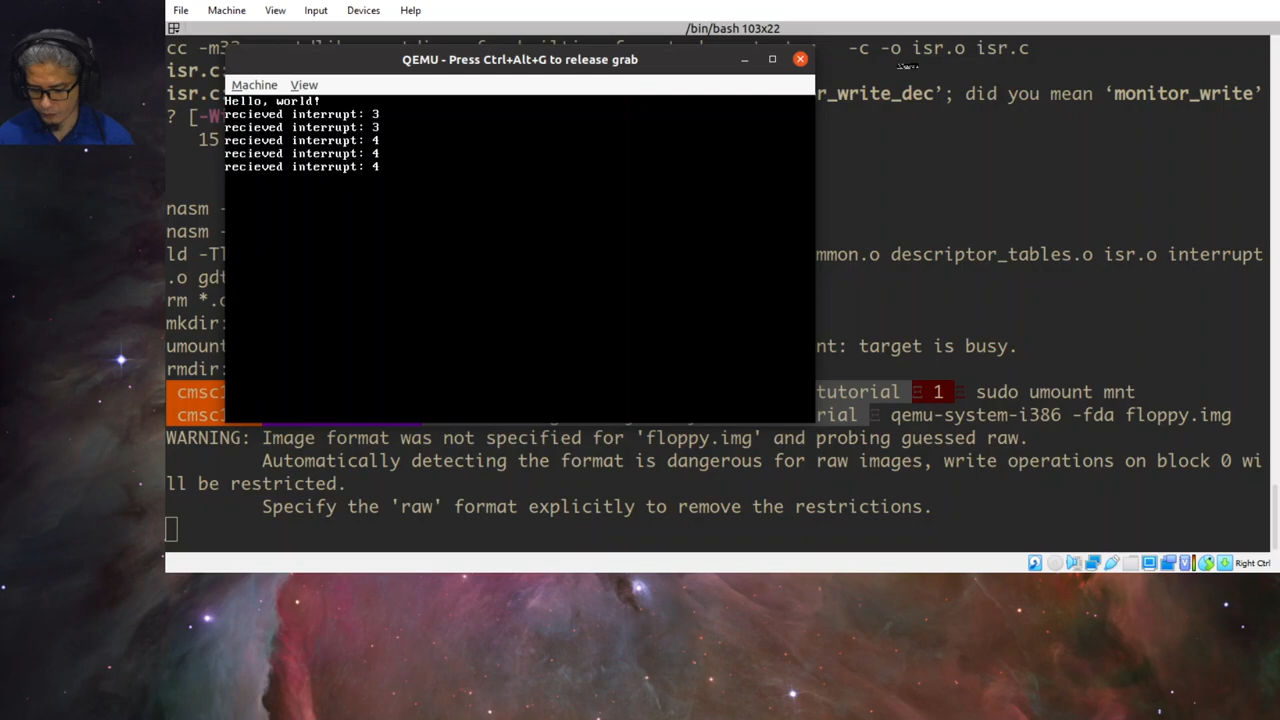 File Machine View Input Devices Help
/bin/bash 103x22
cc -m32 -c -o isr.o isr.c
QEMU - Press Ctrl+Alt+G to release grab
isr.c:
Machine View
isr.c: r_write_dec’; did you mean ‘monitor_write’
Hello, world!
recieved interrupt: 3
? [-W
recieved interrupt: 3
15 recieved interrupt: 4
recieved interrupt: 4
recieved interrupt: 4
nasm -
nasm -
ld -Tl mmon.o descriptor_tables.o isr.o interrupt
.o gdt
rm *.o
mkdir:
umount nt: target is busy.
rmdir:
cmsc1 tutorial 1 sudo umount mnt
cmsc1 rial qemu-system-i386 -fda floppy.img
WARNING: Image format was not specified for 'floppy.img' and probing guessed raw.
Automatically detecting the format is dangerous for raw images, write operations on block 0 wi
ll be restricted.
Specify the 'raw' format explicitly to remove the restrictions.
Right Ctrl